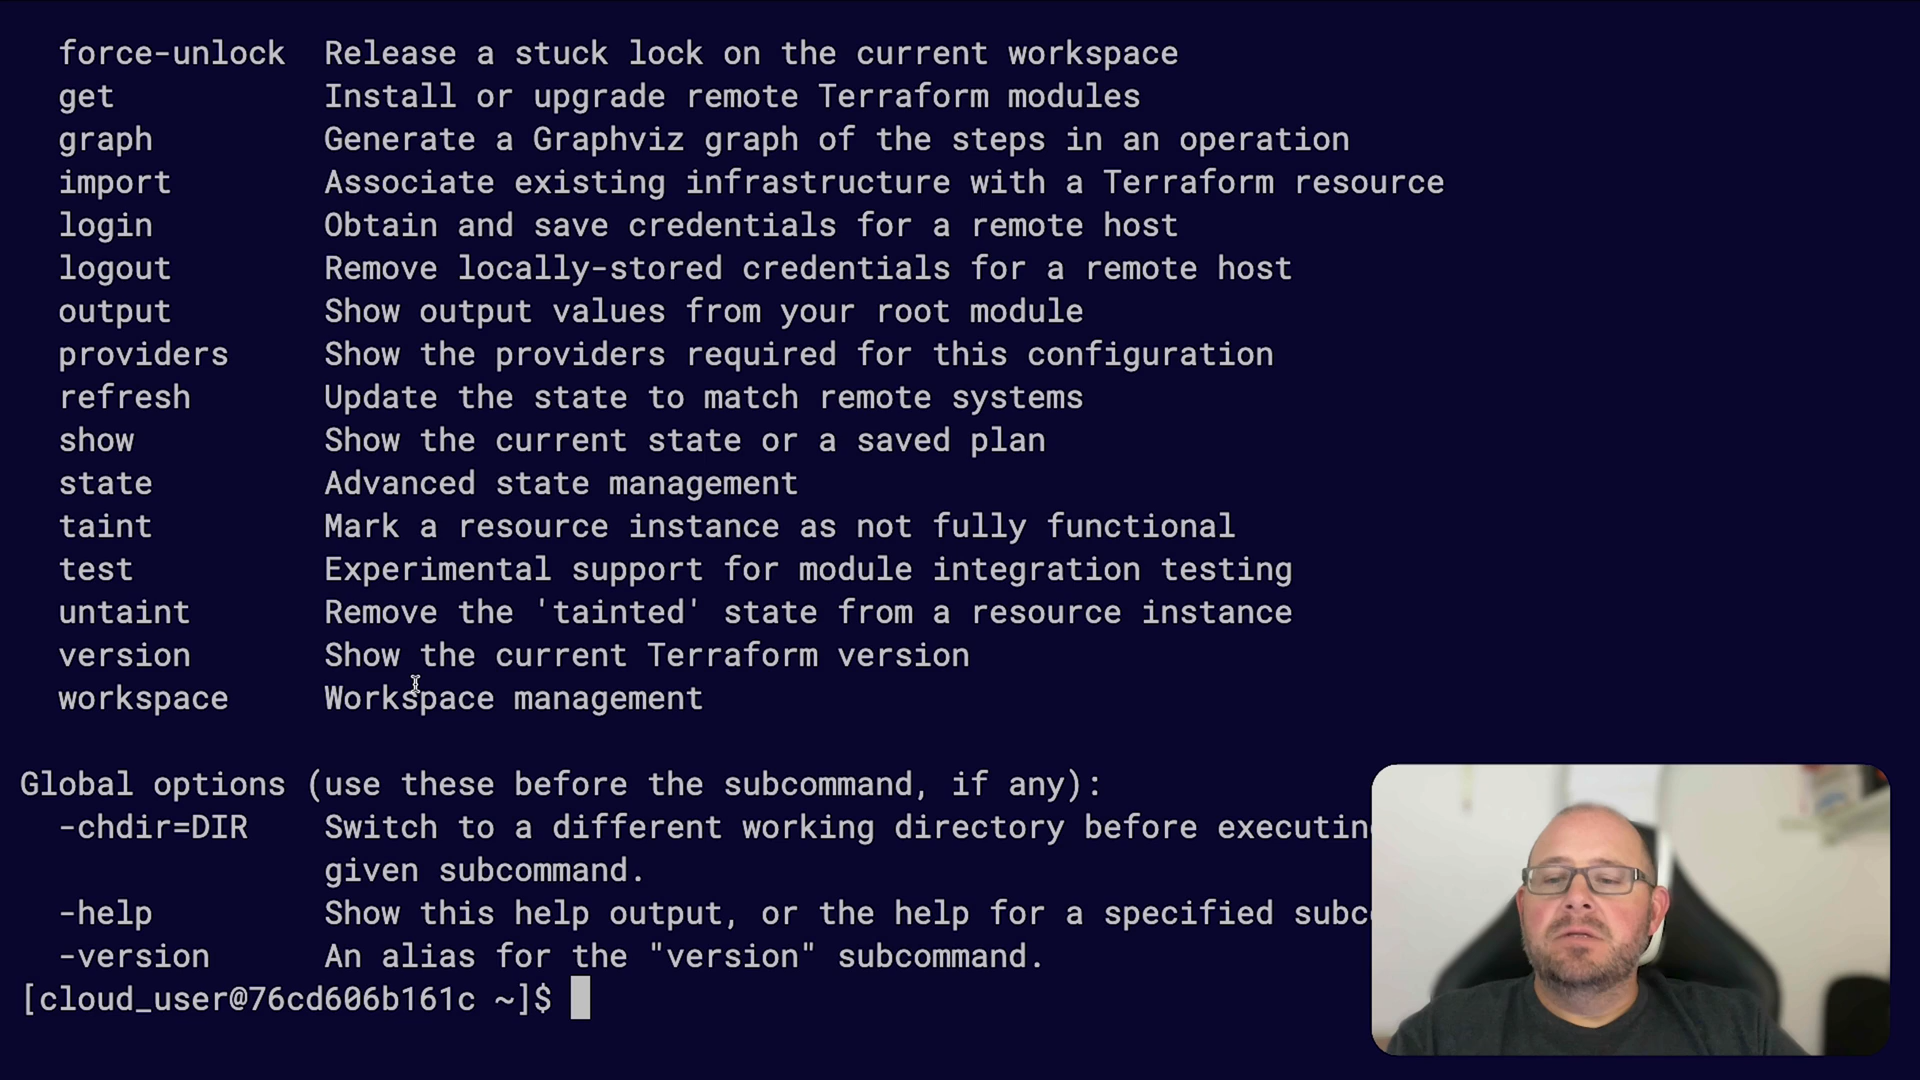 force-unlock  Release a stuck lock on the current workspace
get           Install or upgrade remote Terraform modules
graph         Generate a Graphviz graph of the steps in an operation
import        Associate existing infrastructure with a Terraform resource
login         Obtain and save credentials for a remote host
logout        Remove locally-stored credentials for a remote host
output        Show output values from your root module
providers     Show the providers required for this configuration
refresh       Update the state to match remote systems
show          Show the current state or a saved plan
state         Advanced state management
taint         Mark a resource instance as not fully functional
test          Experimental support for module integration testing
untaint       Remove the 'tainted' state from a resource instance
version       Show the current Terraform version
workspace     Workspace management
Global options (use these before the subcommand, if any):
-chdir=DIR    Switch to a different working directory before executin
given subcommand.
-help         Show this help output, or the help for a specified subc
-version      An alias for the "version" subcommand.
[cloud_user@76cd606b161c ~]$